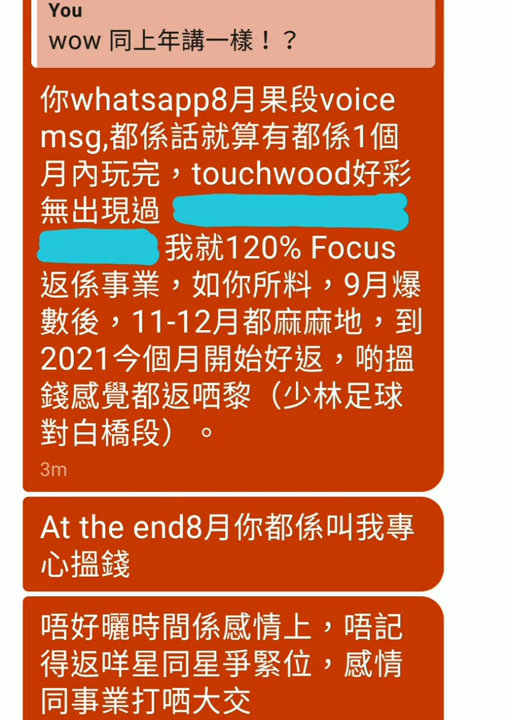 You
wow 同上年講一樣！？
你whatsapp8月果段voice
msg,都係話就算有都係1個
月內玩完，touchwood好彩
無出現過
我就120% Focus
返係事業，如你所料，9月爆
數後，11-12月都麻麻地，到
2021今個月開始好返，啲搵
錢感覺都返哂黎（少林足球
對白橋段）。
3m
At the end8月你都係叫我專
心搵錢
唔好曬時間係感情上，唔記
得返咩星同星爭緊位，感情
同事業打哂大交